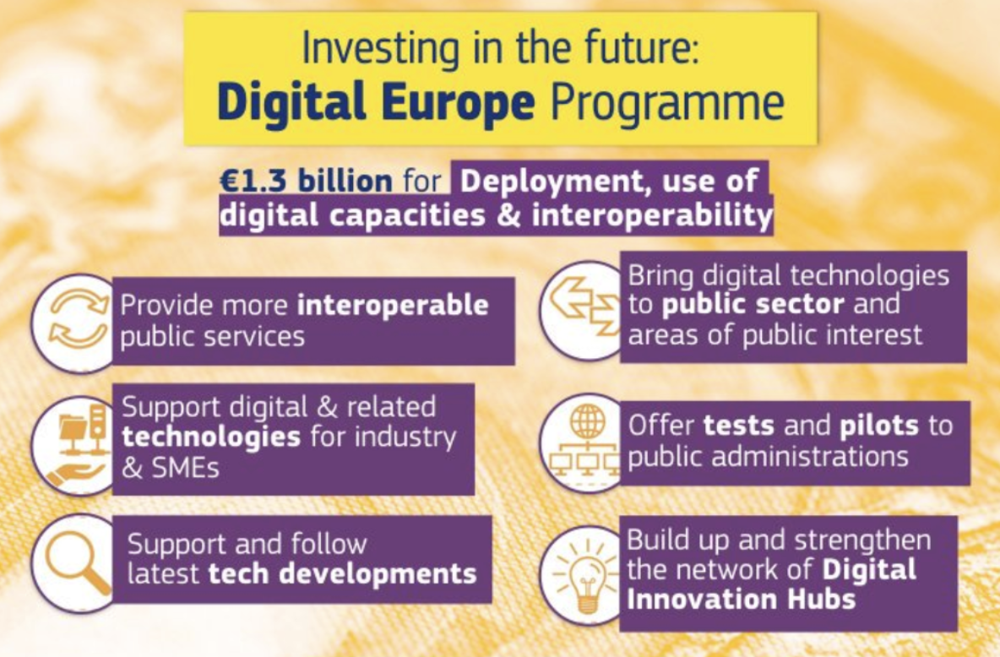 Investing in the future:
Digital Europe Programme
€1.3 billion for Deployment, use of
digital capacities & interoperability
Provide more interoperable
public services
Support digital & related
technologies for industry
& SMEs
Support and follow
latest tech developments
Bring digital technologies
to public sector and
areas of public interest
Offer tests and pilots to
public administrations
Build up and strengthen
the network of Digital
Innovation Hubs